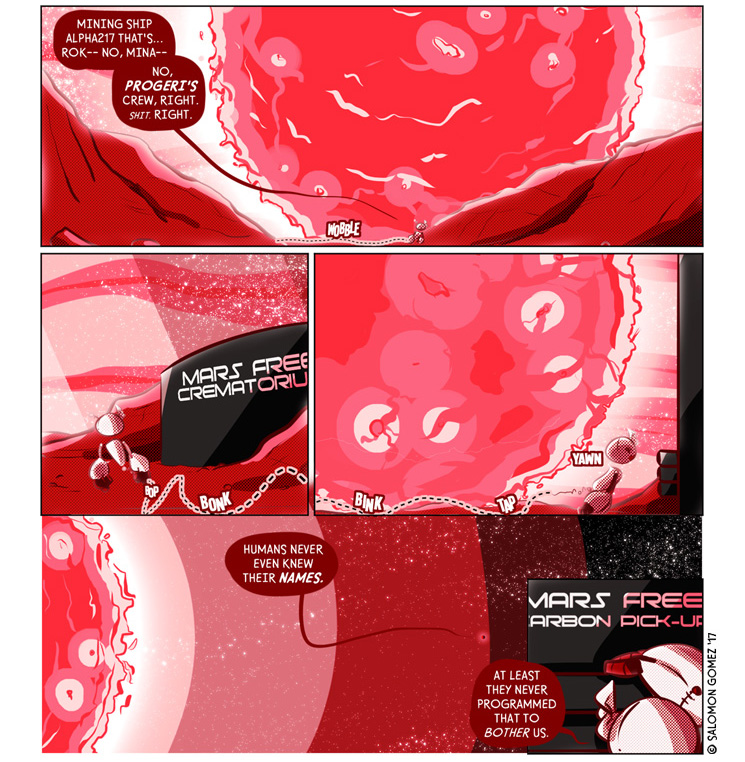 MINING SHIP
ALPHA217 THAT'S...
ROK-- NO, MINA--
NO,
PROGERI'S
CREW, RIGHT.
SHIT. RIGHT.
WOBBLE
MARS FREE
CREMATORIU
BOP
BONK
BINK
TAP
YAWN
HUMANS NEVER
EVEN KNEW
THEIR NAMES.
MARS FREE
CARBON PICK-UP
AT LEAST
THEY NEVER
PROGRAMMED
THAT TO
BOTHER US.
© SALOMON GOMEZ '17